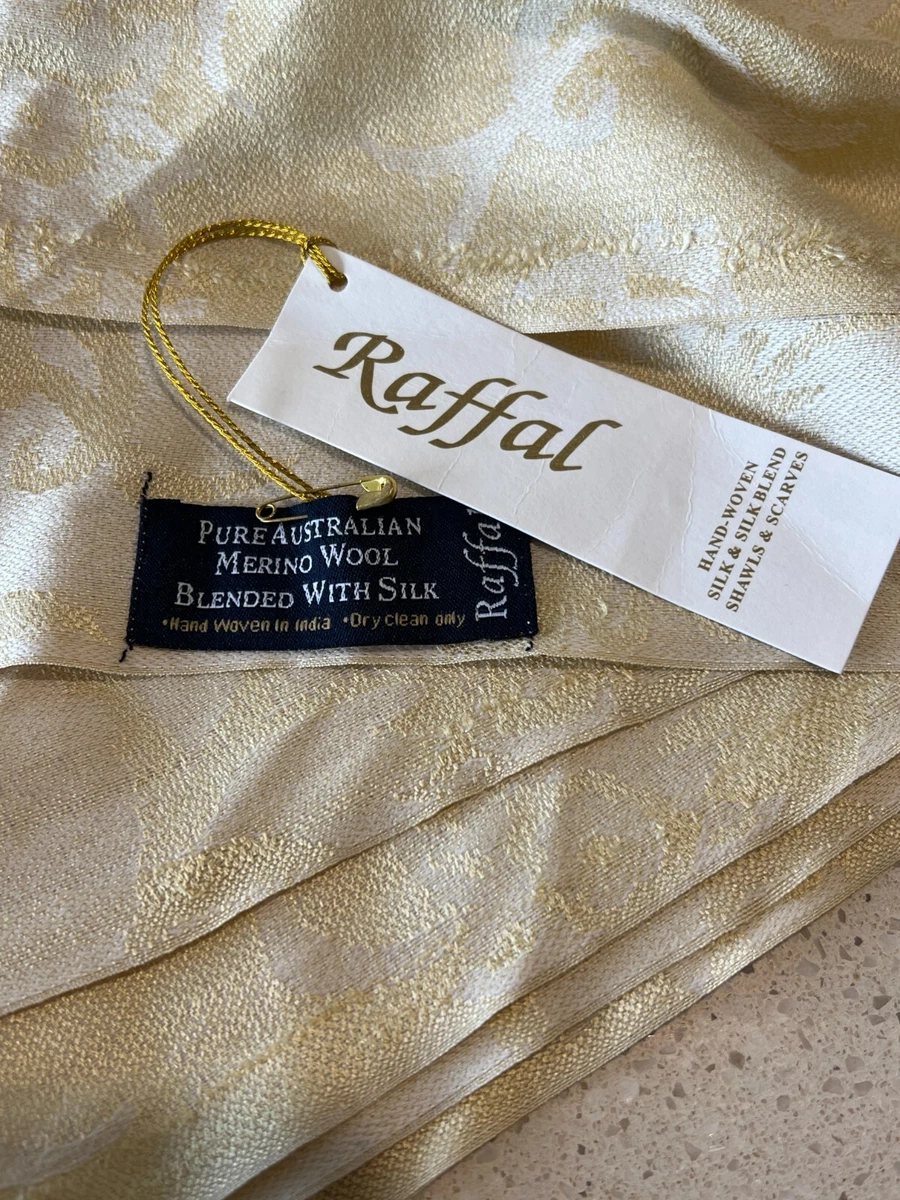 Raffal
HAND-WOVEN
SILK & SILK BLEND
SHAWLS & SCARVES
PURE AUSTRALIAN
MERINO WOOL
BLENDED WITH SILK
•Hand Woven in India •Dry clean only
Raffal